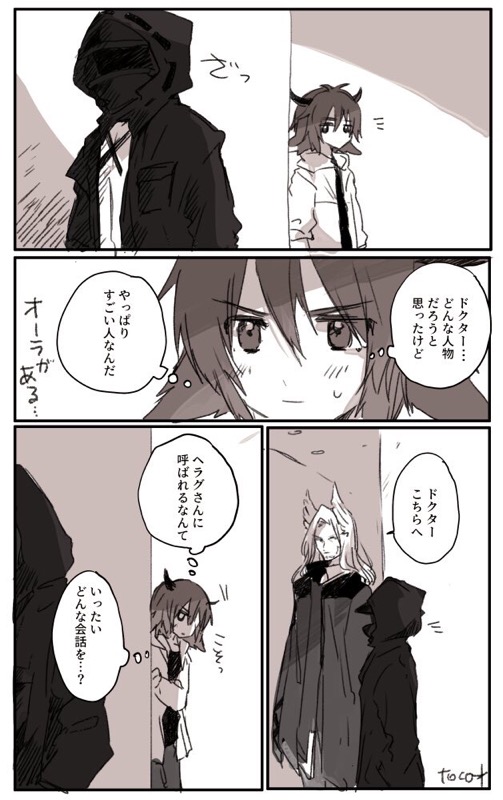 ざっ
ドクター…
どんな人物
だろうと
思ったけど
やっぱり
すごい人なんだ
オーラが
ある…
ドクター
こちらへ
ヘラグさんに
呼ばれるなんて
こそっ
いったい
どんな会話を…?
tocot